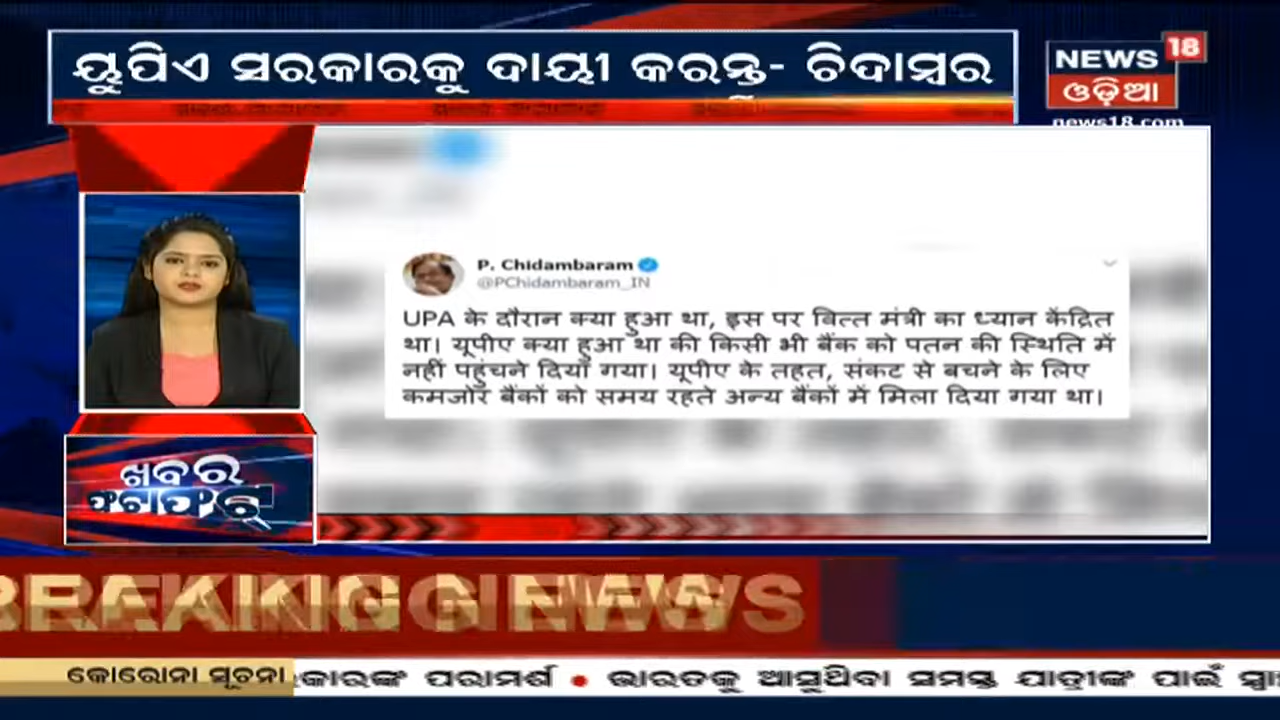 ୟୁପିଏ ସରକାରକୁ ଦାୟୀ କରନ୍ତୁ- ଚିଦାମ୍ବର
NEWS 18
ଓଡ଼ିଆ
news18.com
P. Chidambaram
@PChidambaram_IN
UPA के दौरान क्या हुआ था, इस पर बित्त मंत्री का ध्यान केंद्रित
था। यूपीए क्या हुआ था की किसी भी बैंक को पतन की स्थिति में
नहीं पहुंचने दिया गया। यूपीए के तहत, संकट से बचने के लिए
कमजोर बैंकों को समय रहते अन्य बैंकों में मिला दिया गया था।
ଖବର
ଫଟାଫଟ୍
BREAKING NEWS
କୋରୋନା ସୂଚନା
ପରାମର୍ଶ • ଭାରତକୁ ଆସୁଥିବା ସମସ୍ତ ଯାତ୍ରୀଙ୍କ ପାଇଁ